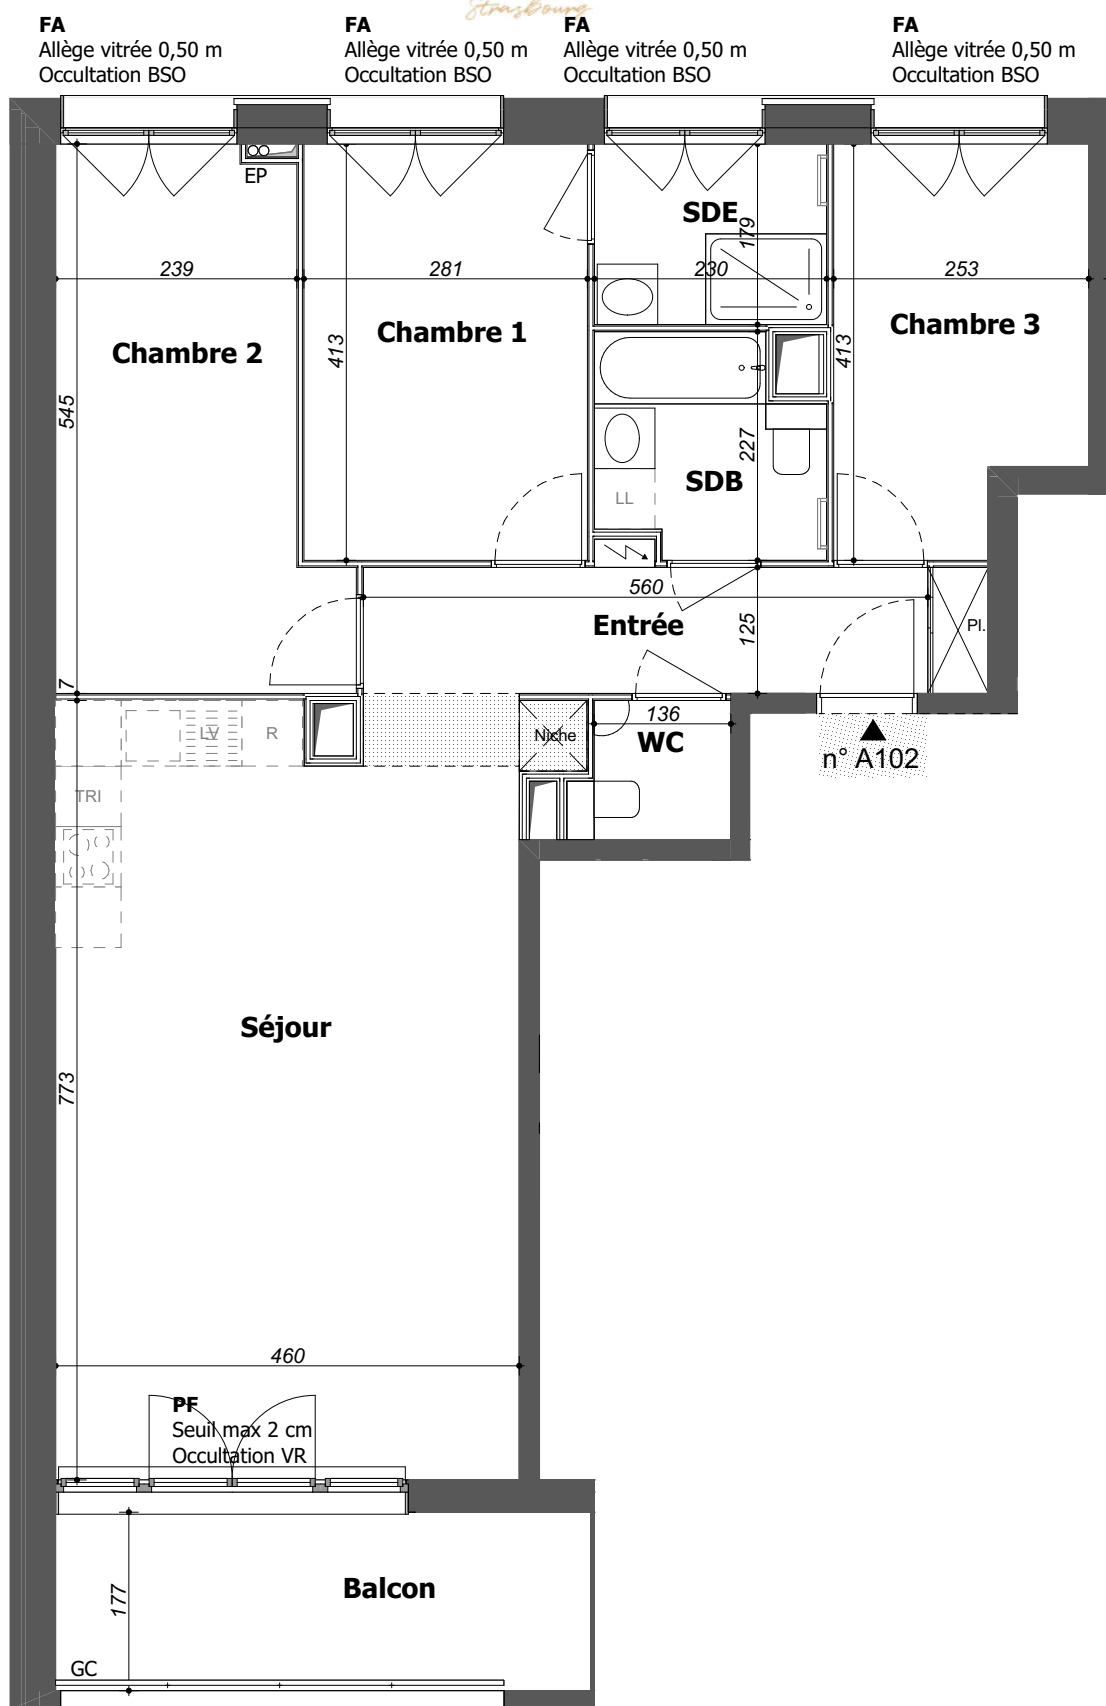 Strasbourg
FA
Allège vitrée 0,50 m
Occultation BSO
FA
Allège vitrée 0,50 m
Occultation BSO
FA
Allège vitrée 0,50 m
Occultation BSO
FA
Allège vitrée 0,50 m
Occultation BSO
EP
SDE
179
239
281
230
253
Chambre 2
Chambre 1
Chambre 3
545
413
413
227
SDB
LL
560
Entrée
125
Pl.
7
LV
R
Niche
136
WC
n° A102
TRI
Séjour
773
460
PF
Seuil max 2 cm
Occultation VR
177
Balcon
GC